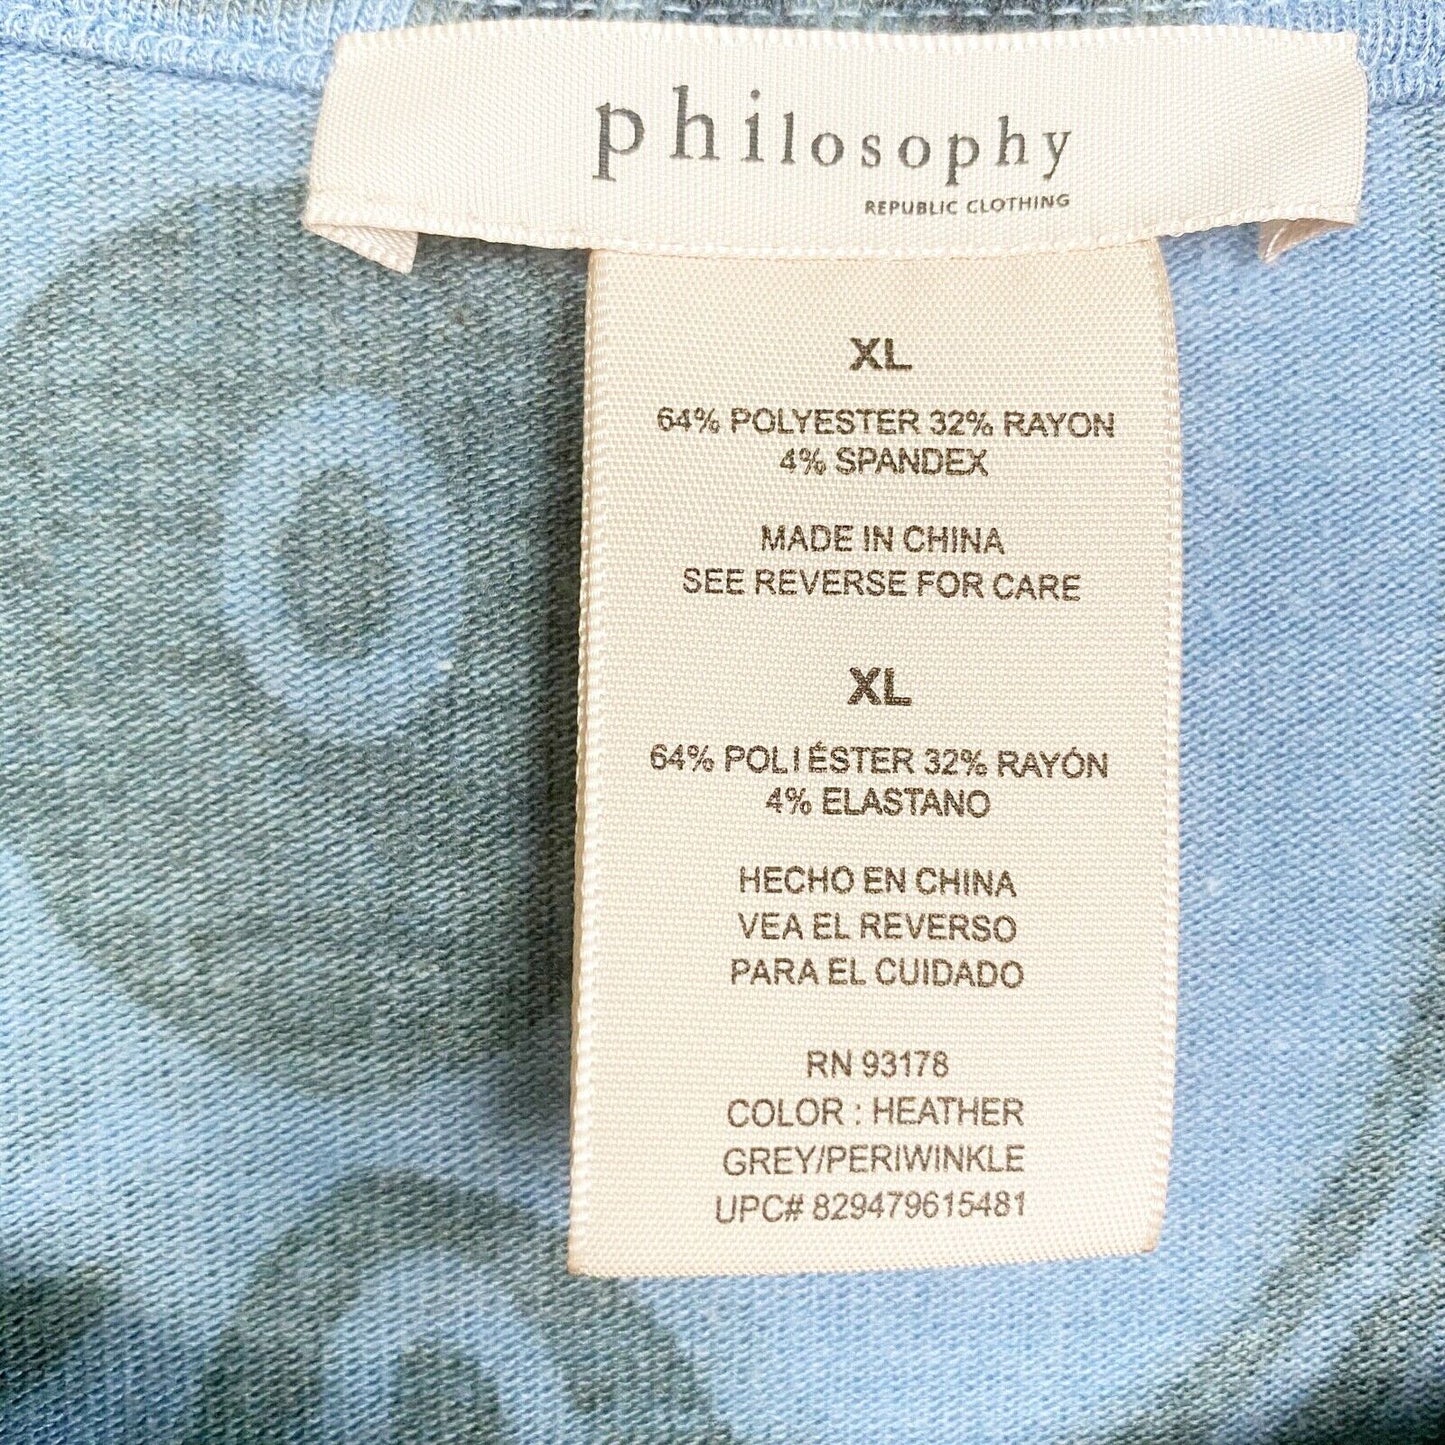 philosophy
REPUBLIC CLOTHING
XL
64% POLYESTER 32% RAYON
4% SPANDEX
MADE IN CHINA
SEE REVERSE FOR CARE
XL
64% POLIÉSTER 32% RAYÓN
4% ELASTANO
HECHO EN CHINA
VEA EL REVERSO
PARA EL CUIDADO
RN 93178
COLOR : HEATHER
GREY/PERIWINKLE
UPC# 829479615481